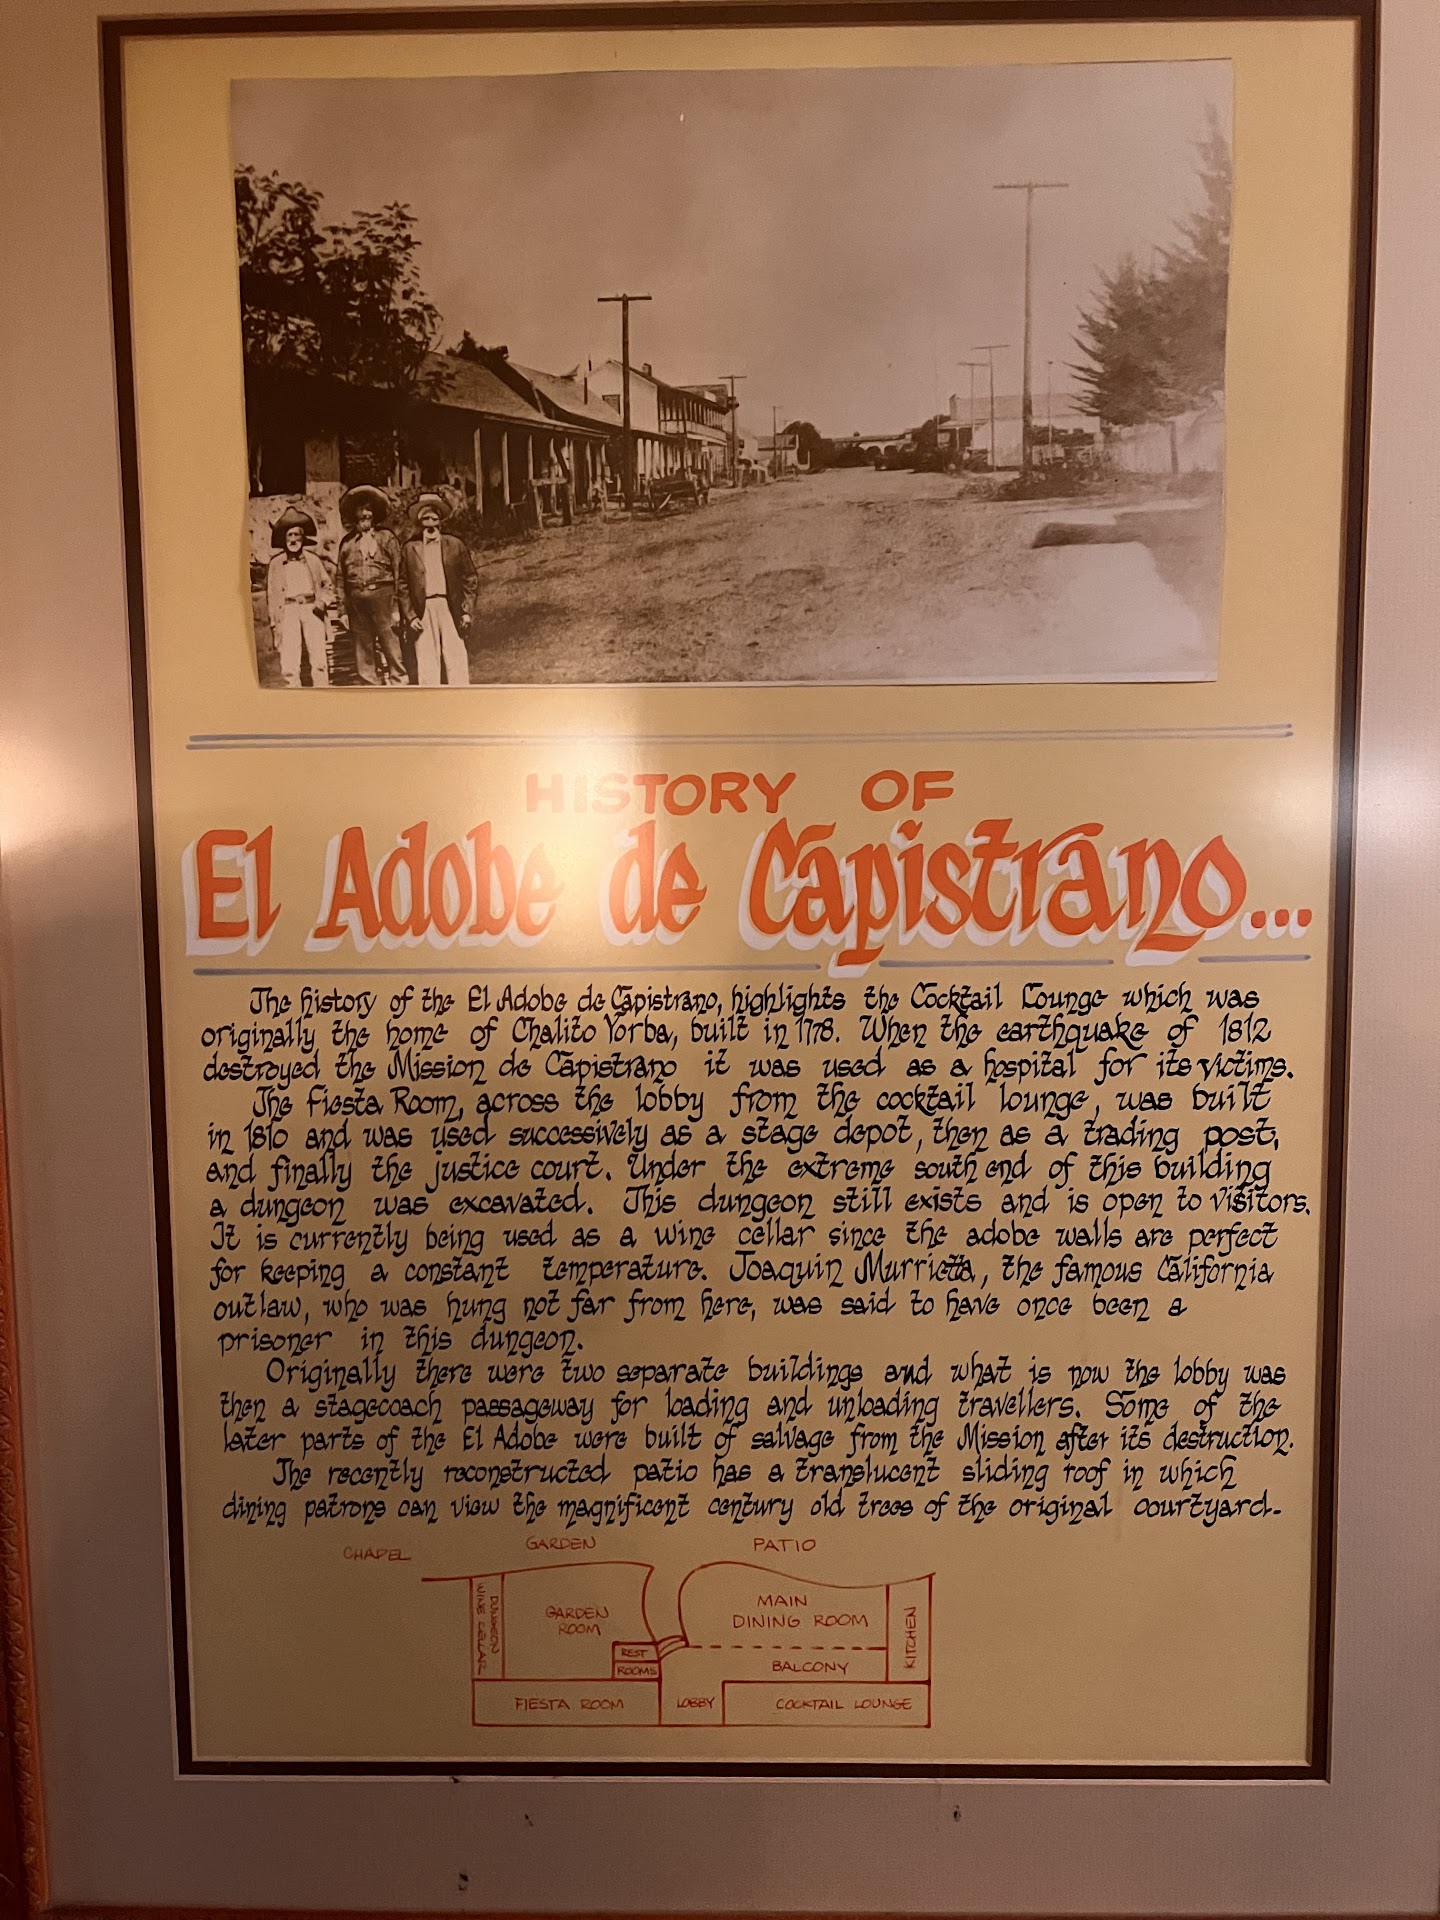 HISTORY OF
El Adobe de Capistrano...
The history of the El Adobe de Capistrano, highlights the Cocktail Lounge which was
originally the home of Chalito Yorba, built in 1778. When the earthquake of 1812
destroyed the Mission de Capistrano it was used as a hospital for its victims.
The Fiesta Room, across the lobby from the cocktail lounge, was built
in 1810 and was used successively as a stage depot, then as a trading post,
and finally the justice court. Under the extreme south end of this building
a dungeon was excavated. This dungeon still exists and is open to visitors.
It is currently being used as a wine cellar since the adobe walls are perfect
for keeping a constant temperature. Joaquin Murrietta, the famous California
outlaw, who was hung not far from here, was said to have once been a
prisoner in this dungeon.
Originally there were two separate buildings and what is now the lobby was
then a stagecoach passageway for loading and unloading travellers. Some of the
later parts of the El Adobe were built of salvage from the Mission after its destruction.
The recently reconstructed patio has a translucent sliding roof in which
dining patrons can view the magnificent century old trees of the original courtyard-
CHAPEL
GARDEN
PATIO
DUNGEON
WINE CELLAR
GARDEN
ROOM
REST
ROOMS
MAIN
DINING ROOM
BALCONY
KITCHEN
FIESTA ROOM
LOBBY
COCKTAIL LOUNGE